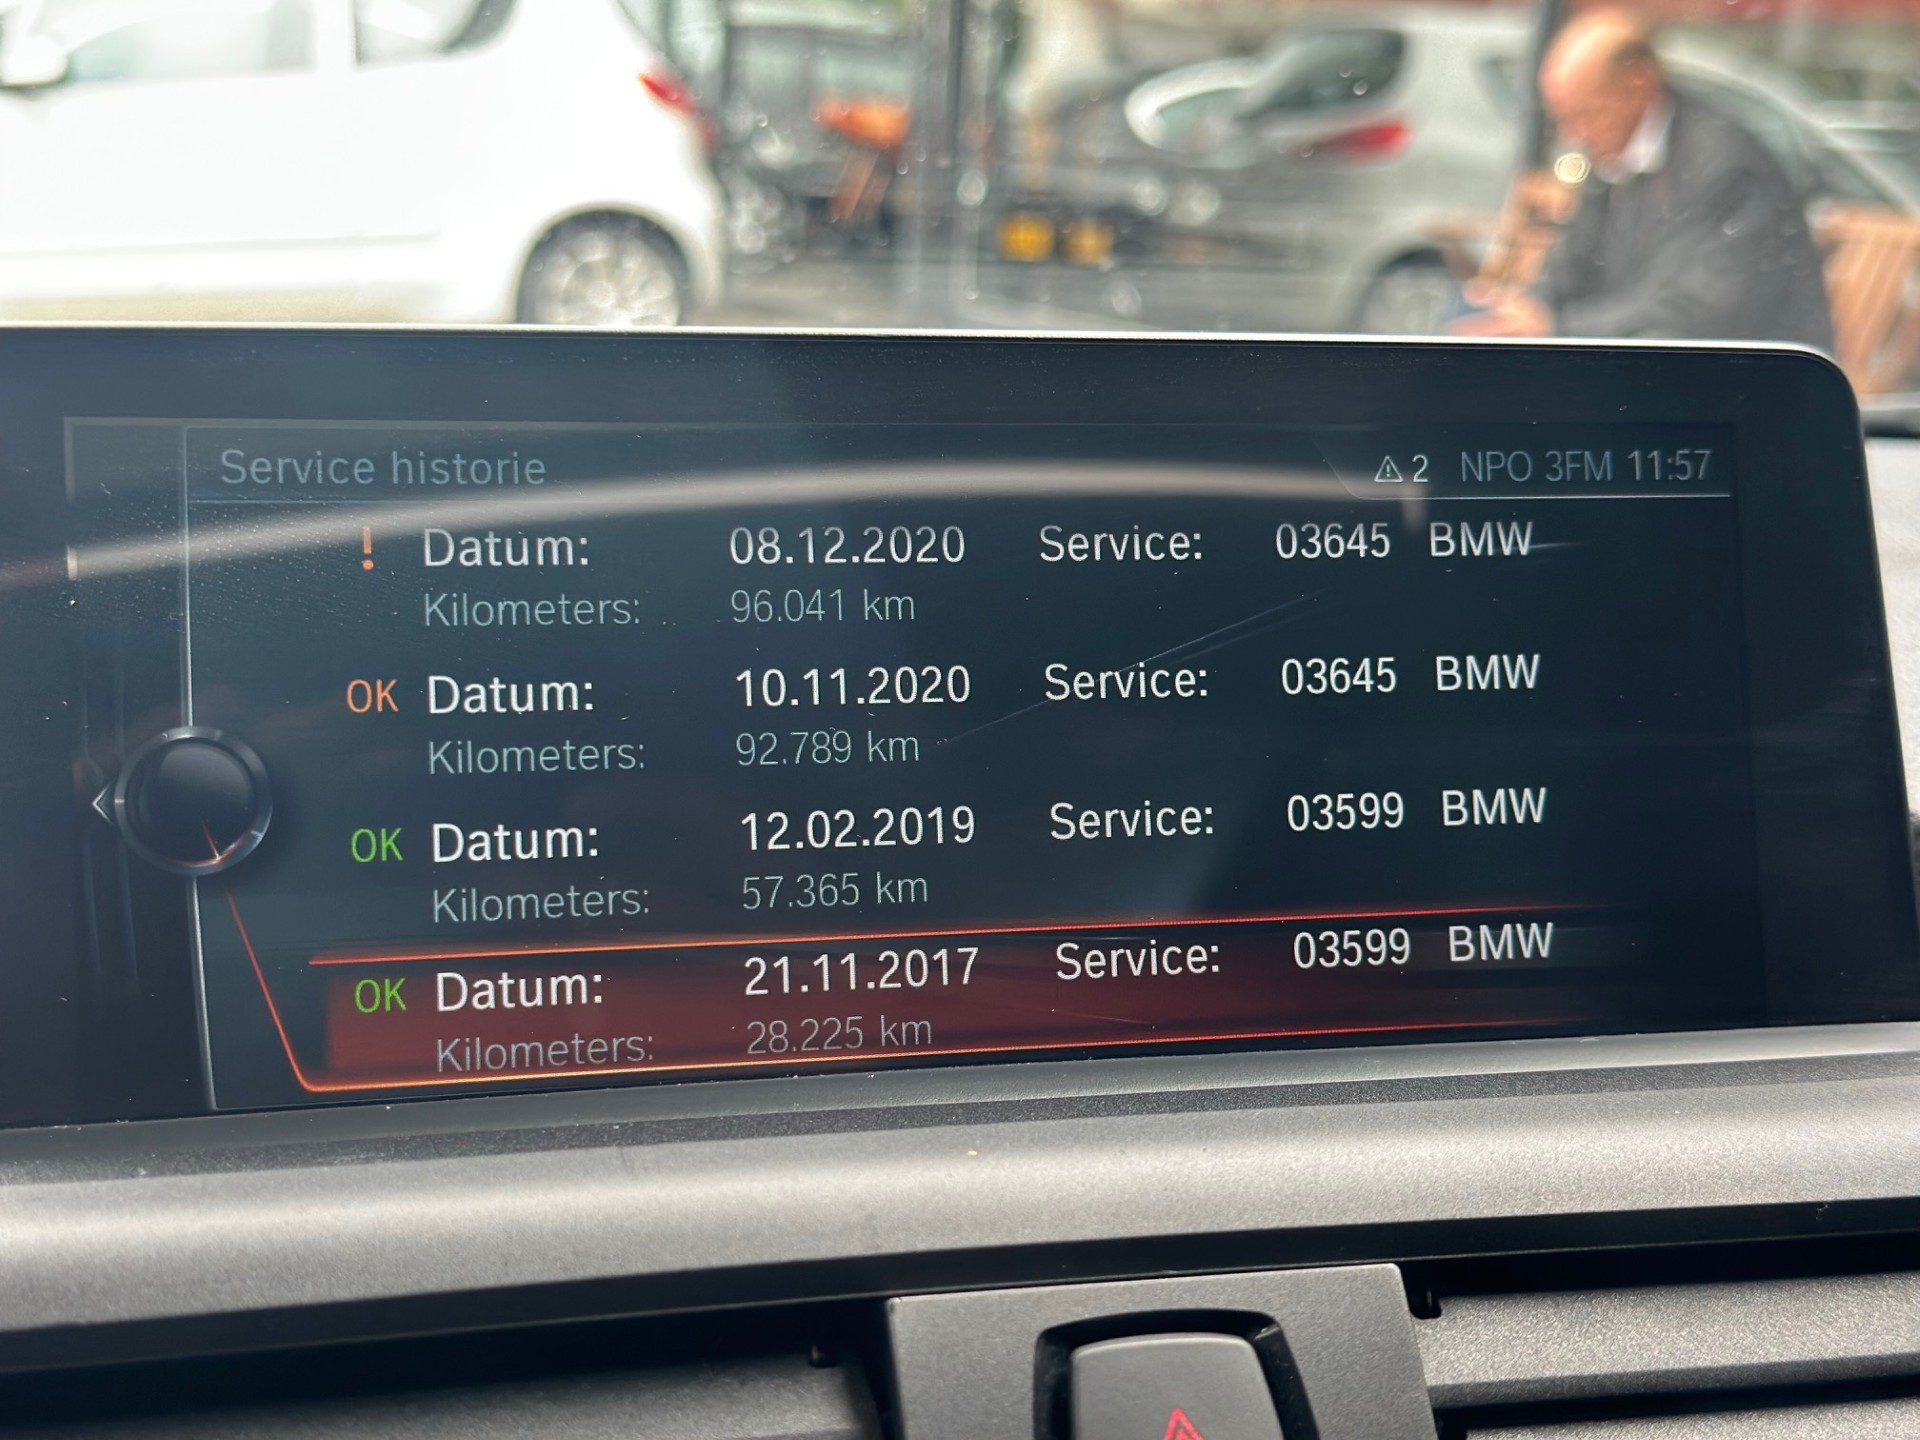 Service historie ⚠ 2 NPO 3FM 11:57
! Datum: 08.12.2020 Service: 03645 BMW
Kilometers: 96.041 km
OK Datum: 10.11.2020 Service: 03645 BMW
Kilometers: 92.789 km
OK Datum: 12.02.2019 Service: 03599 BMW
Kilometers: 57.365 km
OK Datum: 21.11.2017 Service: 03599 BMW
Kilometers: 28.225 km